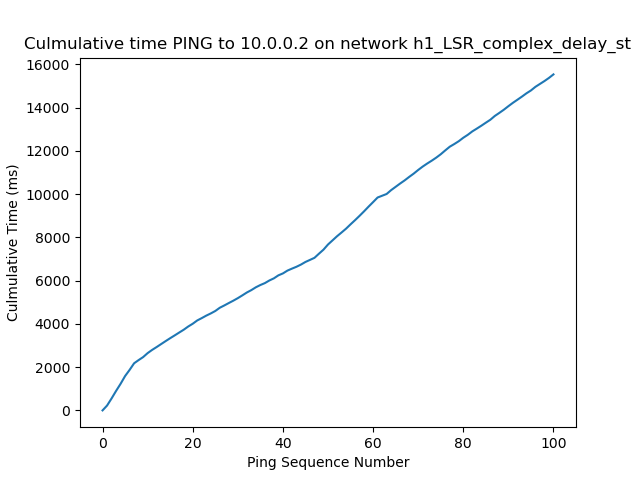 Culmulative time PING to 10.0.0.2 on network h1_LSR_complex_delay_st
16000
14000
12000
10000
8000
6000
4000
2000
0
Culmulative Time (ms)
0 20 40 60 80 100
Ping Sequence Number